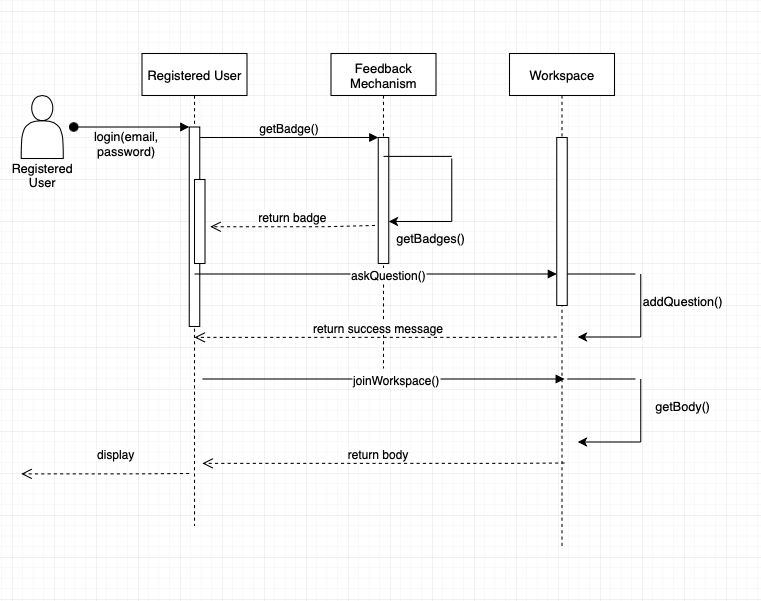 Registered User
Feedback
Mechanism
Workspace
login(email,
password)
getBadge()
Registered
User
return badge
getBadges()
askQuestion()
addQuestion()
return success message
joinWorkspace()
getBody()
display
return body